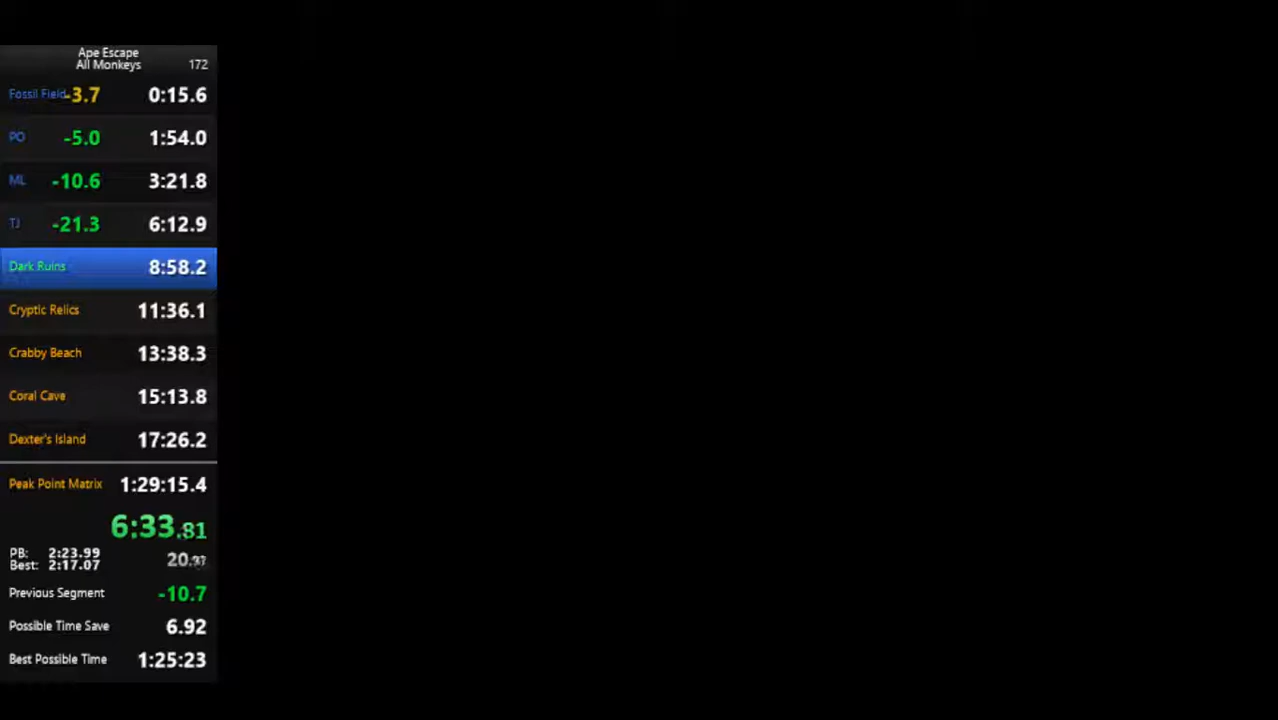 Ape Escape
All Monkeys 172
Fossil Field -3.7 0:15.6
PO -5.0 1:54.0
ML -10.6 3:21.8
TJ -21.3 6:12.9
Dark Ruins 8:58.2
Cryptic Relics 11:36.1
Crabby Beach 13:38.3
Coral Cave 15:13.8
Dexter's Island 17:26.2
Peak Point Matrix 1:29:15.4
6:33.81
PB: 2:23.99
Best: 2:17.07
Previous Segment -10.7
Possible Time Save 6.92
Best Possible Time 1:25:23